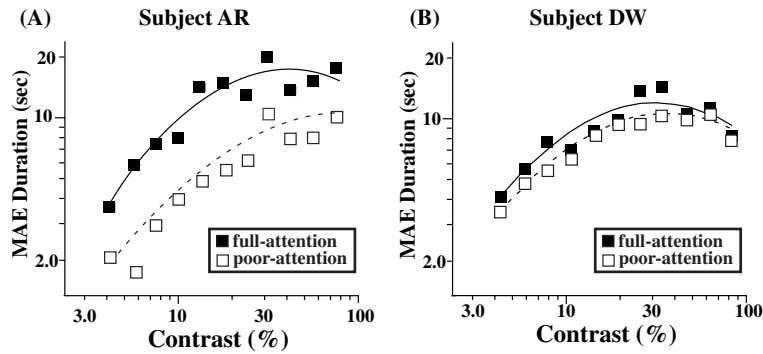 (A) Subject AR
MAE Duration (sec)
20
10
2.0
full-attention
poor-attention
3.0 10 30 100
Contrast (%)
(B) Subject DW
MAE Duration (sec)
20
10
2.0
full-attention
poor-attention
3.0 10 30 100
Contrast (%)